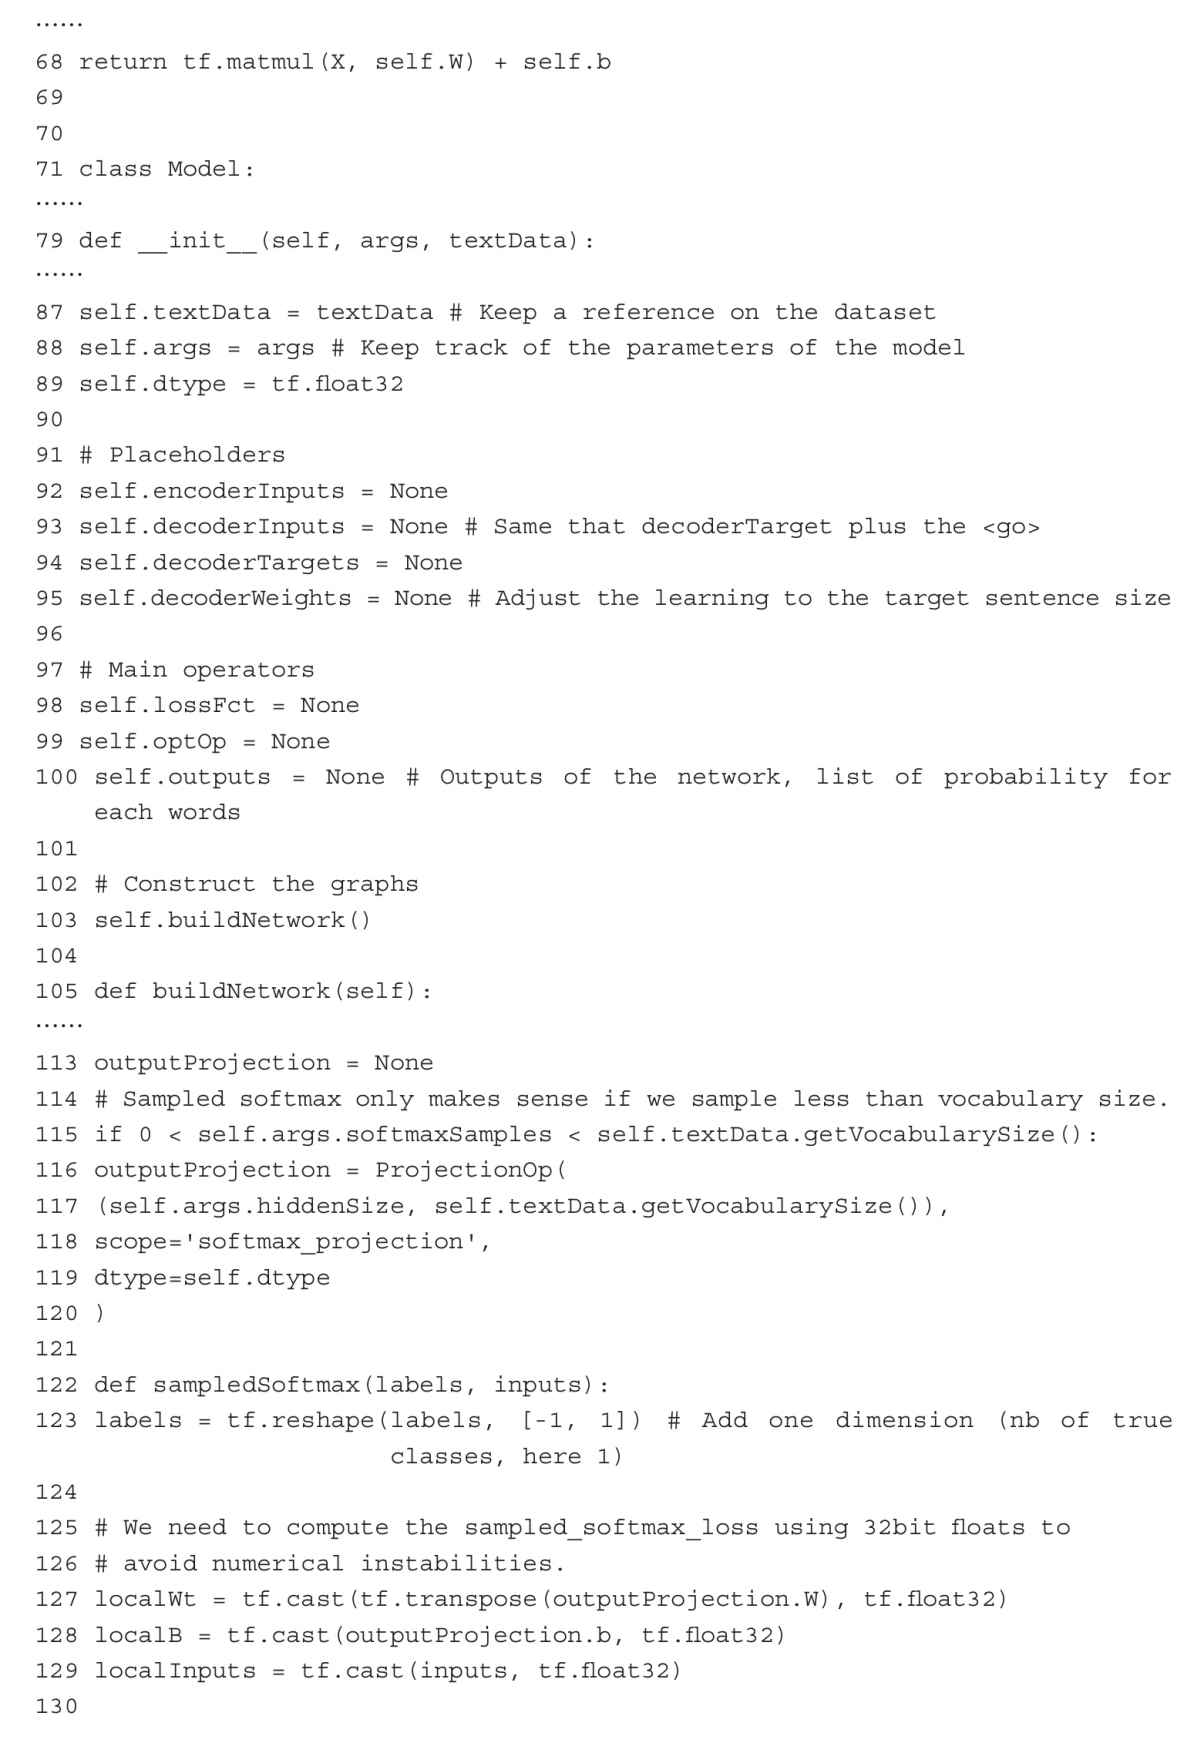 ······
68 return tf.matmul(X, self.W) + self.b
69
70
71 class Model:
······
79 def __init__(self, args, textData):
······
87 self.textData = textData # Keep a reference on the dataset
88 self.args = args # Keep track of the parameters of the model
89 self.dtype = tf.float32
90
91 # Placeholders
92 self.encoderInputs = None
93 self.decoderInputs = None # Same that decoderTarget plus the <go>
94 self.decoderTargets = None
95 self.decoderWeights = None # Adjust the learning to the target sentence size
96
97 # Main operators
98 self.lossFct = None
99 self.optOp = None
100 self.outputs = None # Outputs of the network, list of probability for
each words
101
102 # Construct the graphs
103 self.buildNetwork()
104
105 def buildNetwork(self):
······
113 outputProjection = None
114 # Sampled softmax only makes sense if we sample less than vocabulary size.
115 if 0 < self.args.softmaxSamples < self.textData.getVocabularySize():
116 outputProjection = ProjectionOp(
117 (self.args.hiddenSize, self.textData.getVocabularySize()),
118 scope='softmax_projection',
119 dtype=self.dtype
120 )
121
122 def sampledSoftmax(labels, inputs):
123 labels = tf.reshape(labels, [-1, 1]) # Add one dimension (nb of true
classes, here 1)
124
125 # We need to compute the sampled_softmax_loss using 32bit floats to
126 # avoid numerical instabilities.
127 localWt = tf.cast(tf.transpose(outputProjection.W), tf.float32)
128 localB = tf.cast(outputProjection.b, tf.float32)
129 localInputs = tf.cast(inputs, tf.float32)
130